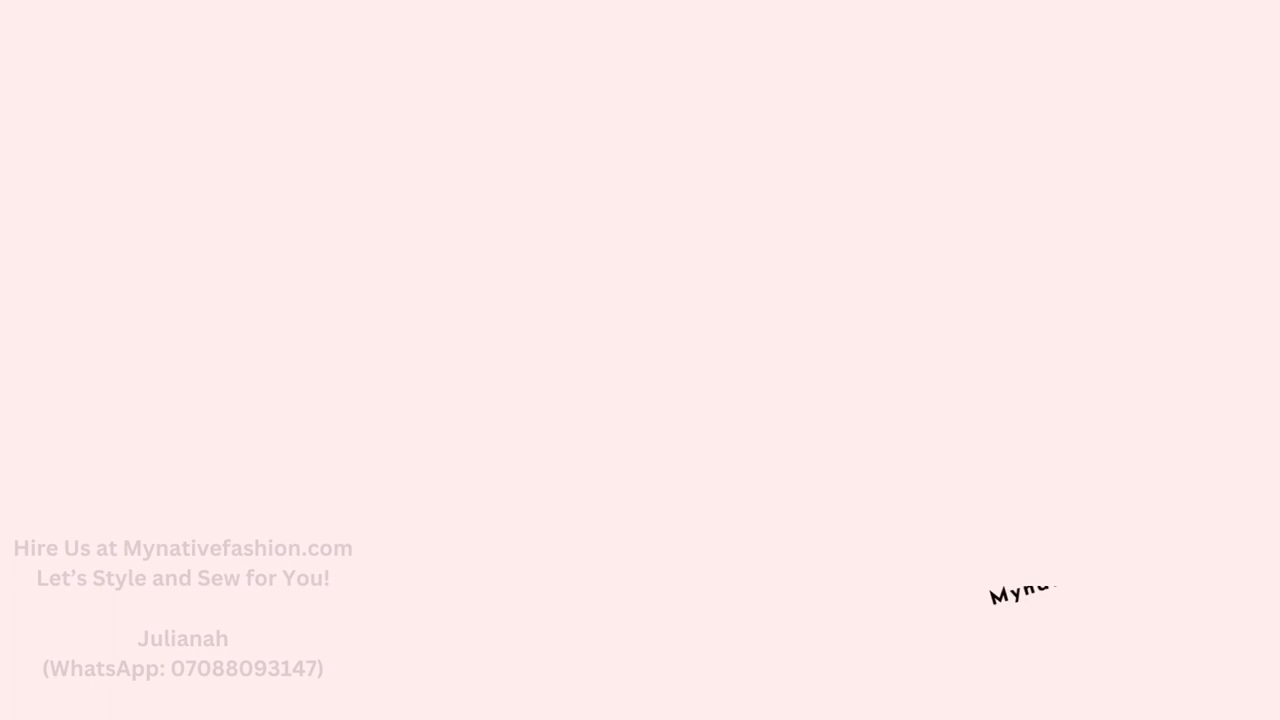 Hire Us at Mynativefashion.com
Let's Style and Sew for You!
Julianah
(WhatsApp: 07088093147)